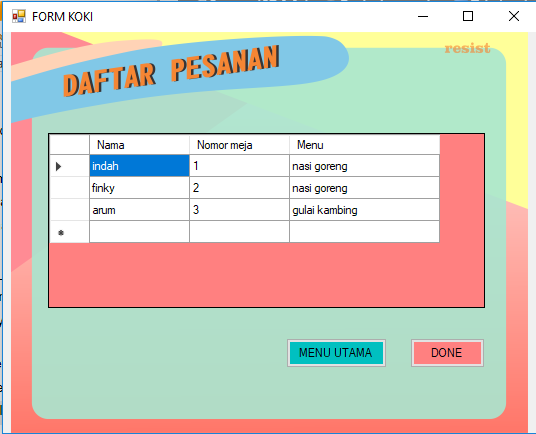 FORM KOKI
resist
DAFTAR PESANAN
Nama Nomor meja Menu
indah 1 nasi goreng
finky 2 nasi goreng
arum 3 gulai kambing
MENU UTAMA DONE